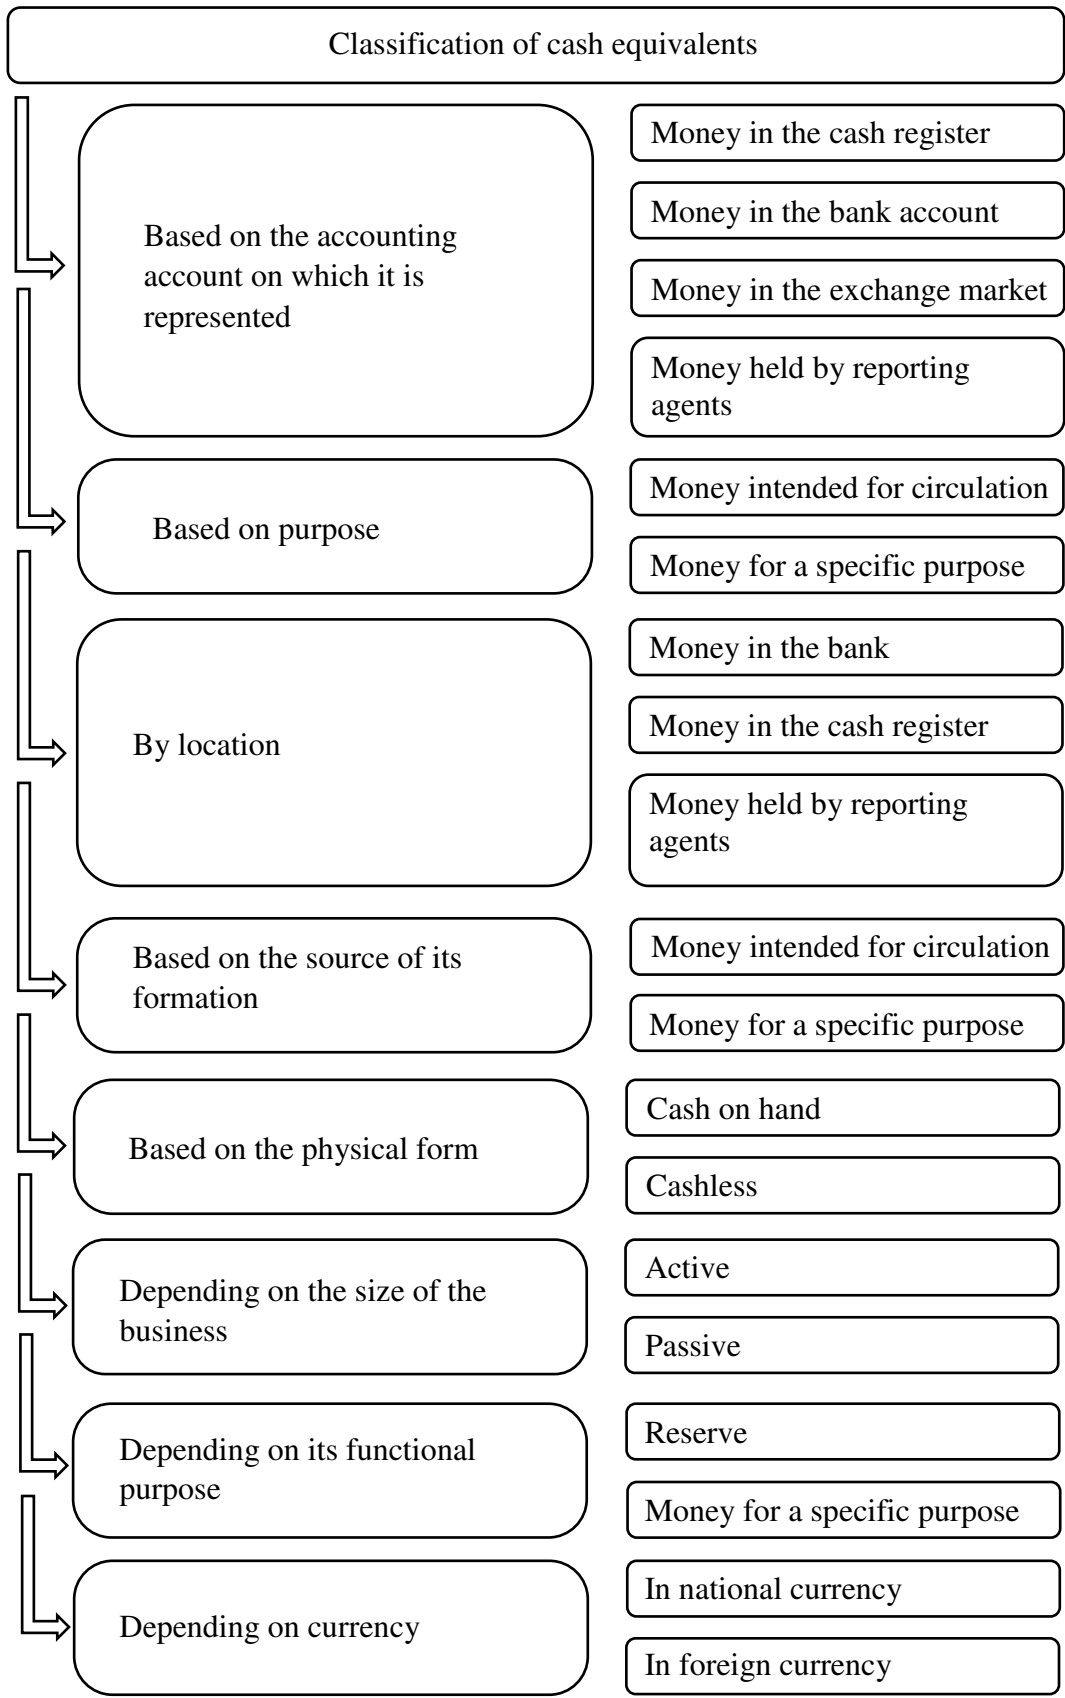 Classification of cash equivalents
Based on the accounting
account on which it is
represented
Money in the cash register
Money in the bank account
Money in the exchange market
Money held by reporting
agents
Based on purpose
Money intended for circulation
Money for a specific purpose
By location
Money in the bank
Money in the cash register
Money held by reporting
agents
Based on the source of its
formation
Money intended for circulation
Money for a specific purpose
Based on the physical form
Cash on hand
Cashless
Depending on the size of the
business
Active
Passive
Depending on its functional
purpose
Reserve
Money for a specific purpose
Depending on currency
In national currency
In foreign currency